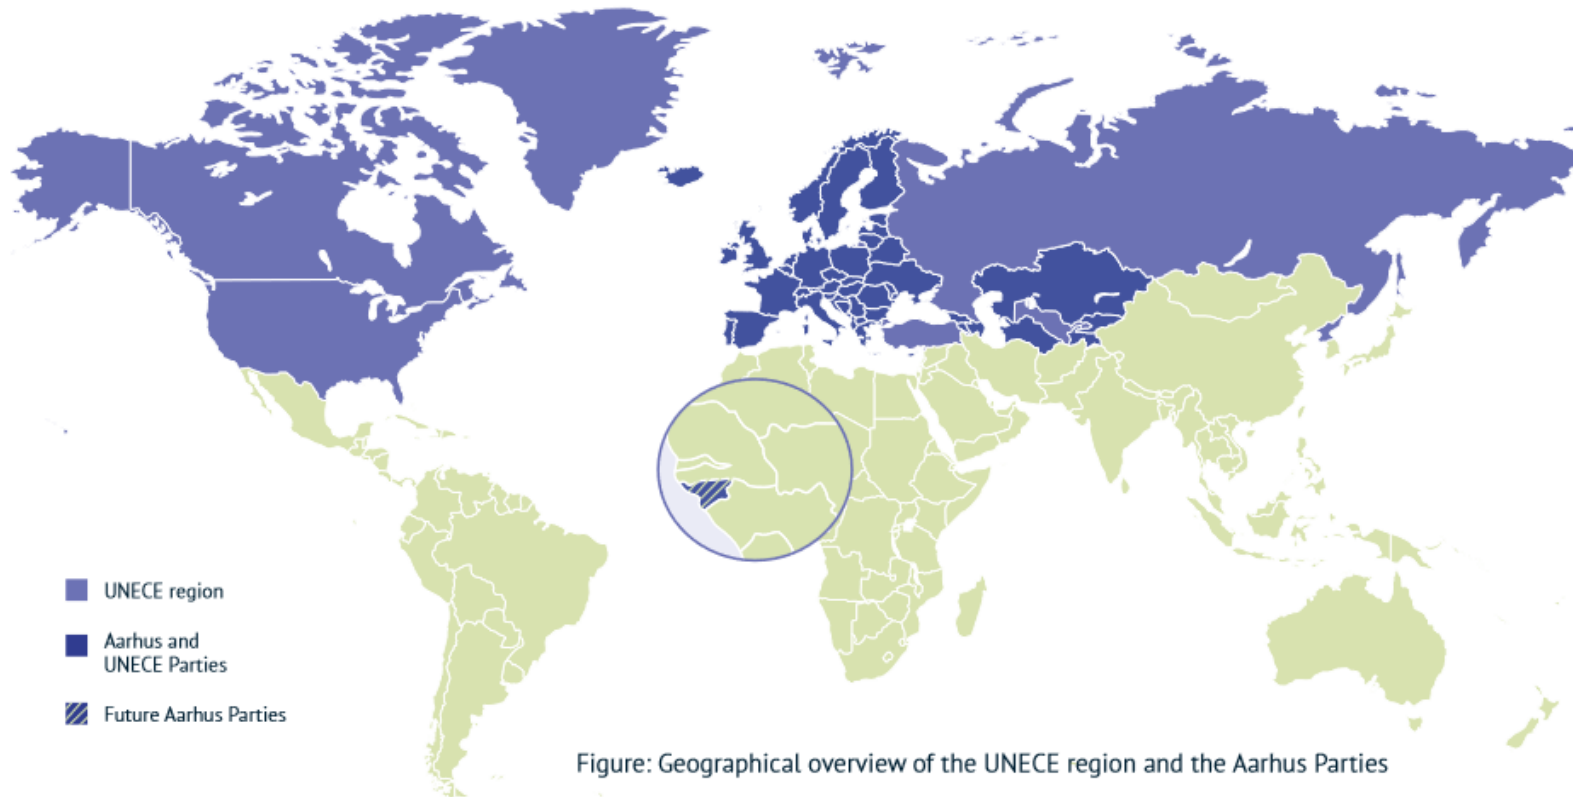 UNECE region
Aarhus and
UNECE Parties
Future Aarhus Parties
Figure: Geographical overview of the UNECE region and the Aarhus Parties